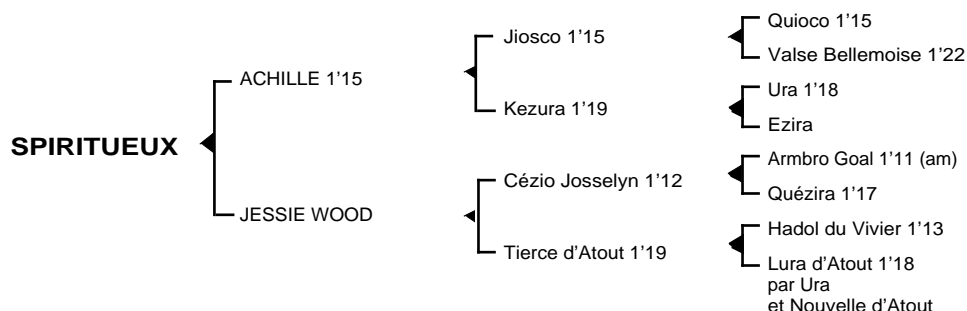 Quioco 1’15
Jiosco 1’15
Valse Bellemoise 1’22
ACHILLE 1’15
Ura 1’18
Kezura 1’19
Ezira
SPIRITUEUX
Armbro Goal 1’11 (am)
Cézio Josselyn 1’12
Quézira 1’17
JESSIE WOOD
Hadol du Vivier 1’13
Tierce d’Atout 1’19
Lura d’Atout 1’18
par Ura
et Nouvelle d’Atout